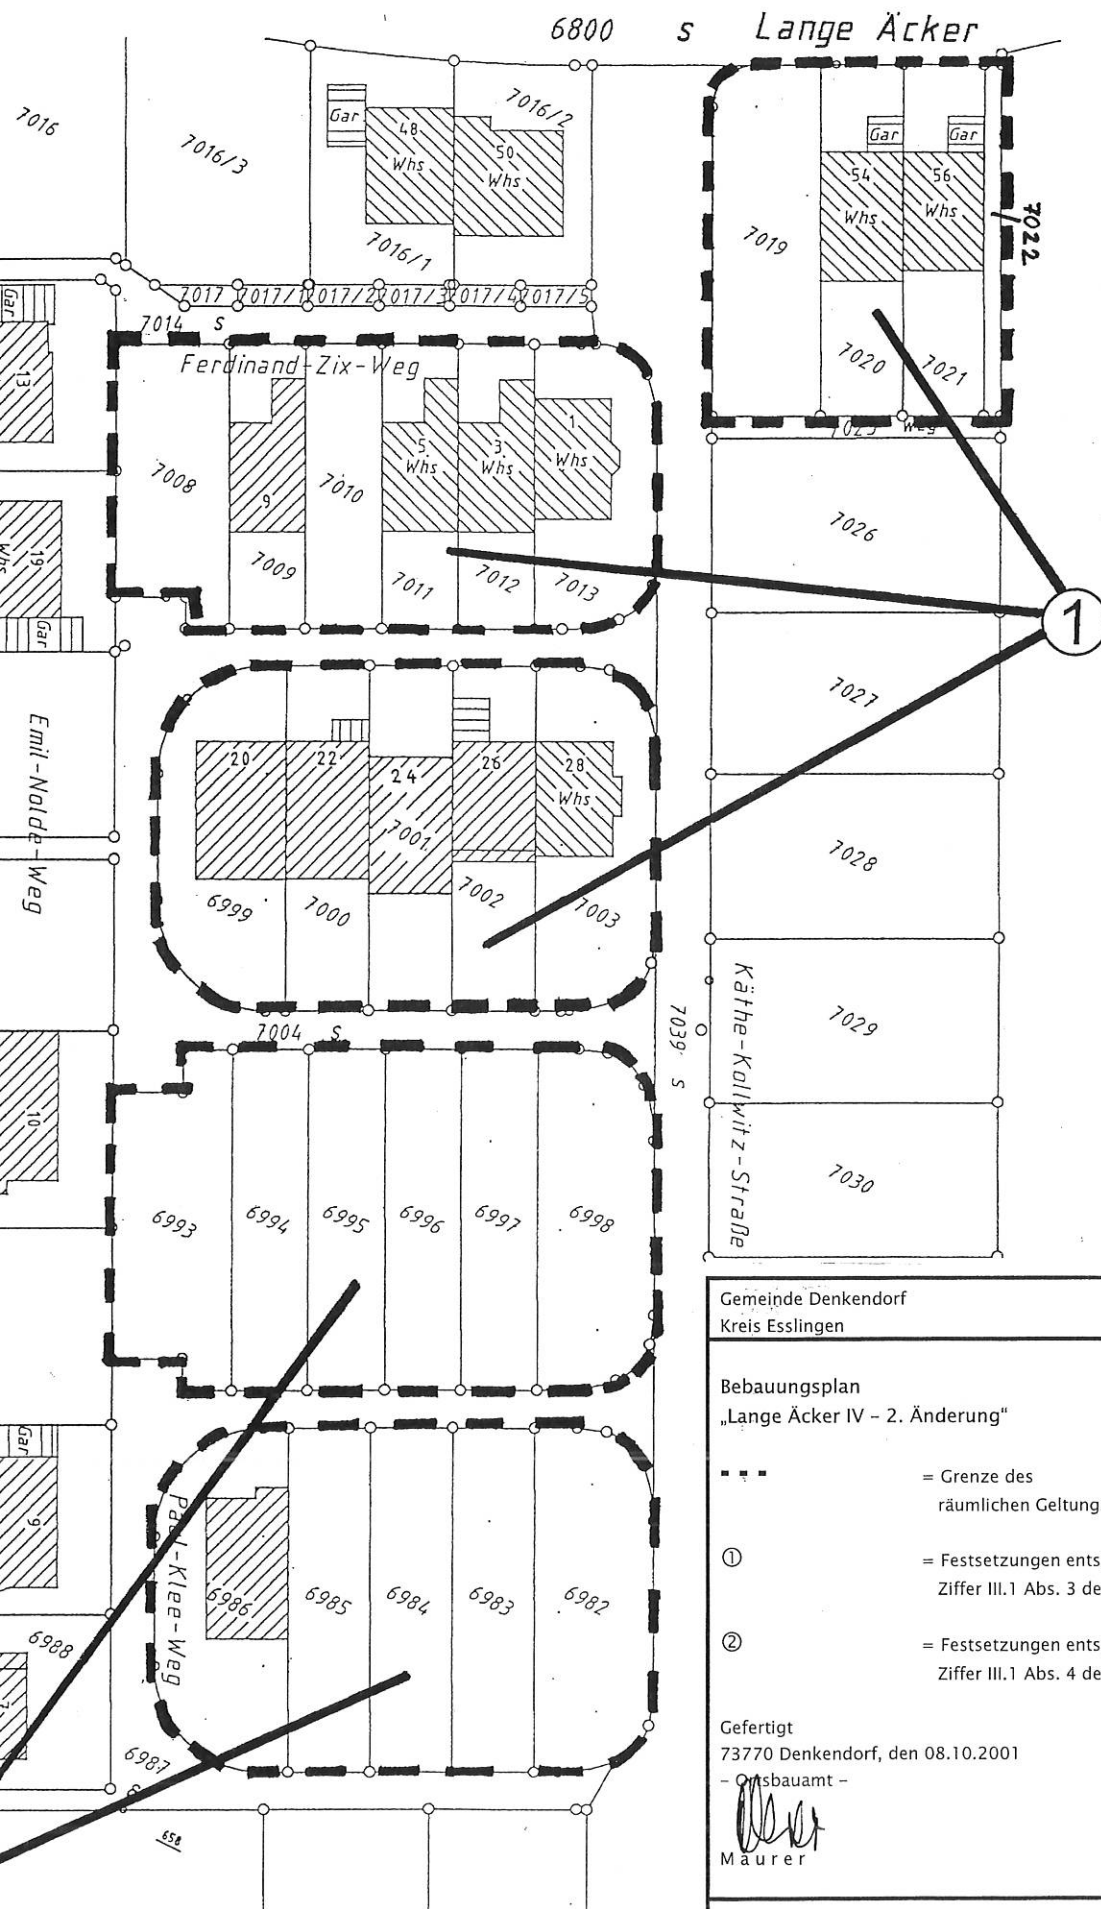 6800 s Lange Äcker
7016
7016/3
Gar
48
Whs
7016/2
50
Whs
7016/1
7019
Gar
Gar
54
Whs
56
Whs
7022
7020
7021
7017
7017/1
7017/2
7017/3
7017/4
7017/5
7014 s
Ferdinand-Zix-Weg
Gar
13
7008
9
7009
7010
5
Whs
7011
3
Whs
7012
1
Whs
7013
Weg
7026
1
19
Whs
Gar
7027
Emil-Nolde-Weg
20
22
24
26
28
Whs
7001
6999
7000
7002
7003
7028
7004 s
7039 s
Käthe-Kollwitz-Straße
7029
10
6993
6994
6995
6996
6997
6998
7030
Gar
9
Paul-Klee-Weg
6986
6985
6984
6983
6982
6988
6987
658
Gemeinde Denkendorf
Kreis Esslingen
Bebauungsplan
„Lange Äcker IV – 2. Änderung“
= Grenze des
räumlichen Geltung
① = Festsetzungen ents
Ziffer III.1 Abs. 3 de
② = Festsetzungen ents
Ziffer III.1 Abs. 4 de
Gefertigt
73770 Denkendorf, den 08.10.2001
– Ortsbauamt –
Maurer